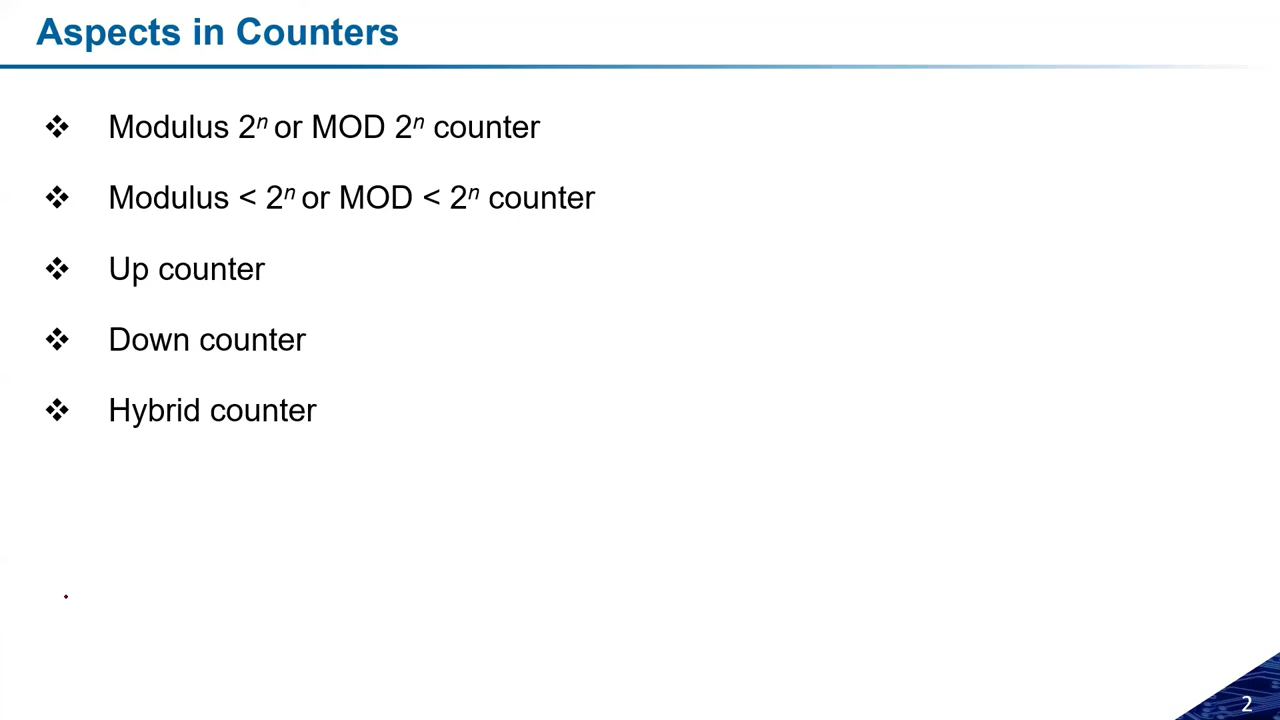 Aspects in Counters
❖ Modulus 2ⁿ or MOD 2ⁿ counter
❖ Modulus < 2ⁿ or MOD < 2ⁿ counter
❖ Up counter
❖ Down counter
❖ Hybrid counter
2